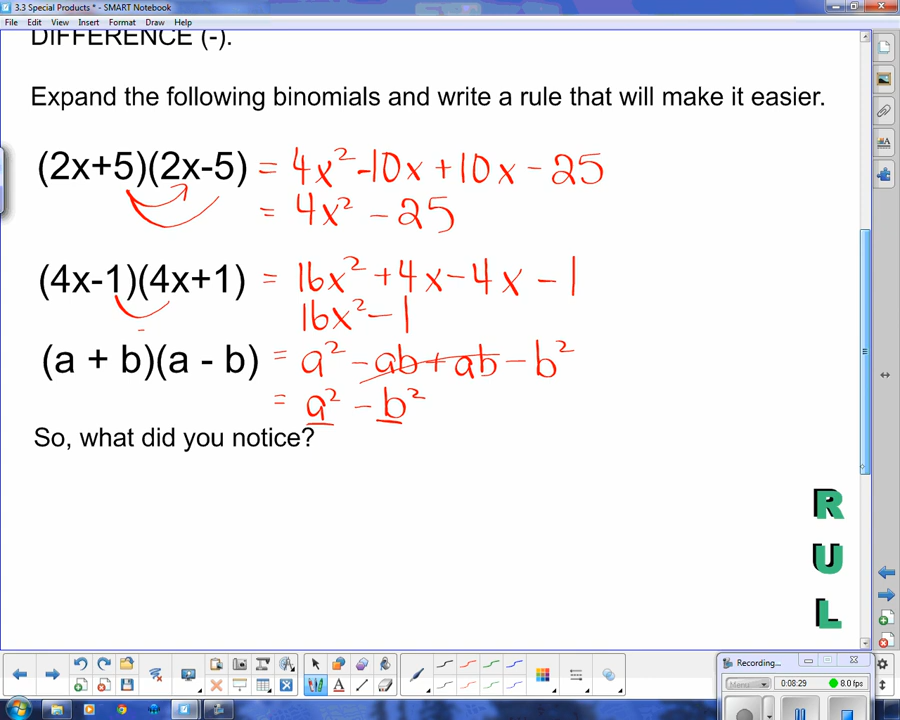 3.3 Special Products * - SMART Notebook
File Edit View Insert Format Draw Help
DIFFERENCE (-).
Expand the following binomials and write a rule that will make it easier.
(2x+5)(2x-5) = 4x² -10x +10x - 25
= 4x² - 25
(4x-1)(4x+1) = 16x² +4x -4x - 1
16x² - 1
(a + b)(a - b) = a² - ab + ab - b²
= a² - b²
So, what did you notice?
R
U
L
Recording...
Menu 0:08:29 8.0 fps